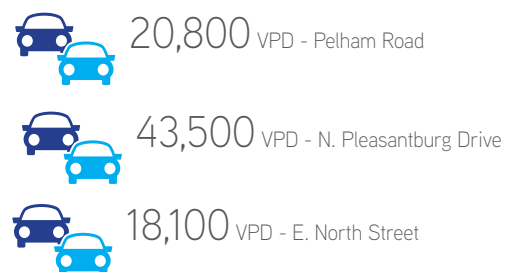 20,800 VPD - Pelham Road
43,500 VPD - N. Pleasantburg Drive
18,100 VPD - E. North Street